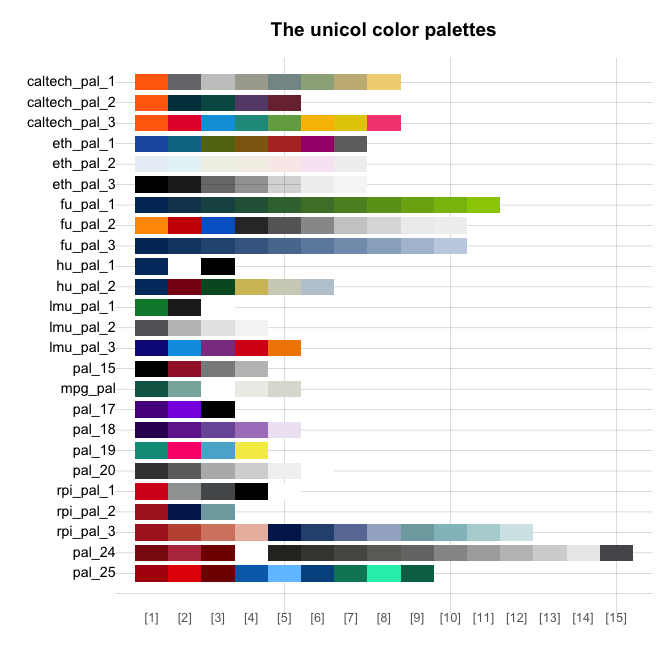 The unicol color palettes
caltech_pal_1
caltech_pal_2
caltech_pal_3
eth_pal_1
eth_pal_2
eth_pal_3
fu_pal_1
fu_pal_2
fu_pal_3
hu_pal_1
hu_pal_2
lmu_pal_1
lmu_pal_2
lmu_pal_3
pal_15
mpg_pal
pal_17
pal_18
pal_19
pal_20
rpi_pal_1
rpi_pal_2
rpi_pal_3
pal_24
pal_25
[1] [2] [3] [4] [5] [6] [7] [8] [9] [10] [11] [12] [13] [14] [15]